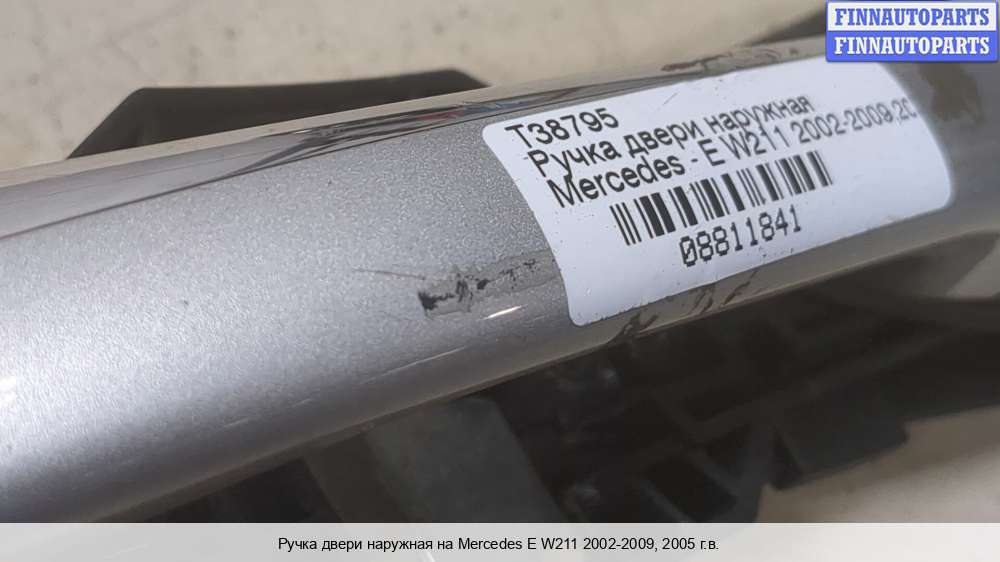 FINNAUTOPARTS
FINNAUTOPARTS
T38795
Ручка двери наружная
Mercedes - E W211 2002-2009,20
08811841
Ручка двери наружная на Mercedes E W211 2002-2009, 2005 г.в.